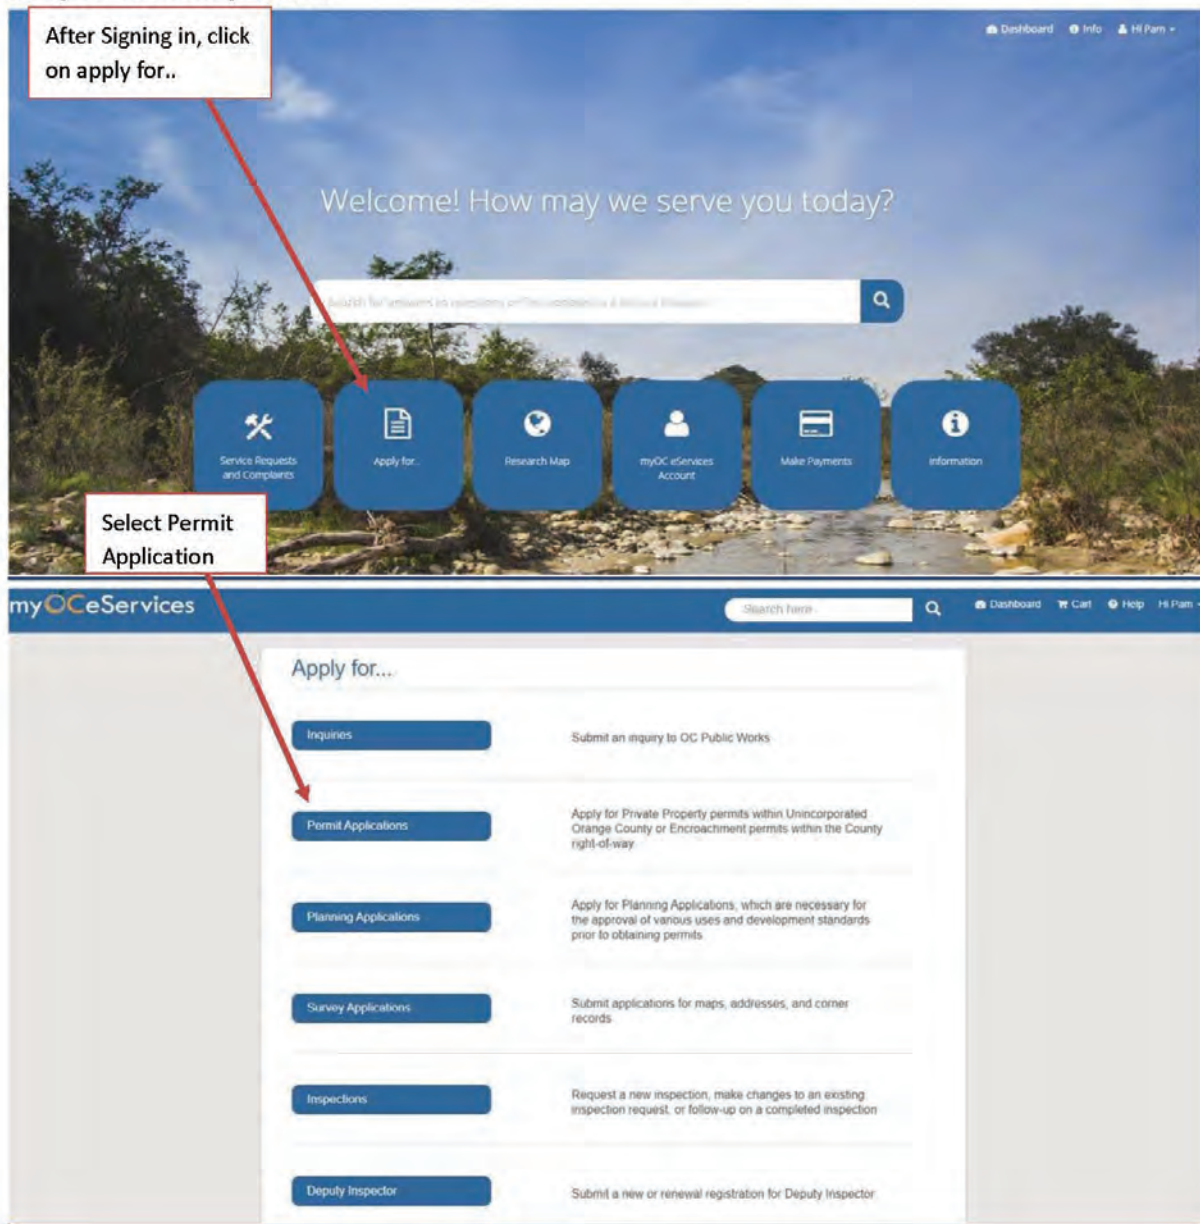 After Signing in, click
on apply for..
Dashboard Info Hi Pam
Welcome! How may we serve you today?
Service Requests
and Complaints
Apply for..
Research Map
myOC eServices
Account
Make Payments
Information
Select Permit
Application
myOCeServices
Search here
Dashboard Cart Help Hi Pam
Apply for...
Inquiries
Submit an inquiry to OC Public Works
Permit Applications
Apply for Private Property permits within Unincorporated
Orange County or Encroachment permits within the County
right-of-way
Planning Applications
Apply for Planning Applications, which are necessary for
the approval of various uses and development standards
prior to obtaining permits
Survey Applications
Submit applications for maps, addresses, and corner
records
Inspections
Request a new inspection, make changes to an existing
inspection request, or follow-up on a completed inspection
Deputy Inspector
Submit a new or renewal registration for Deputy Inspector